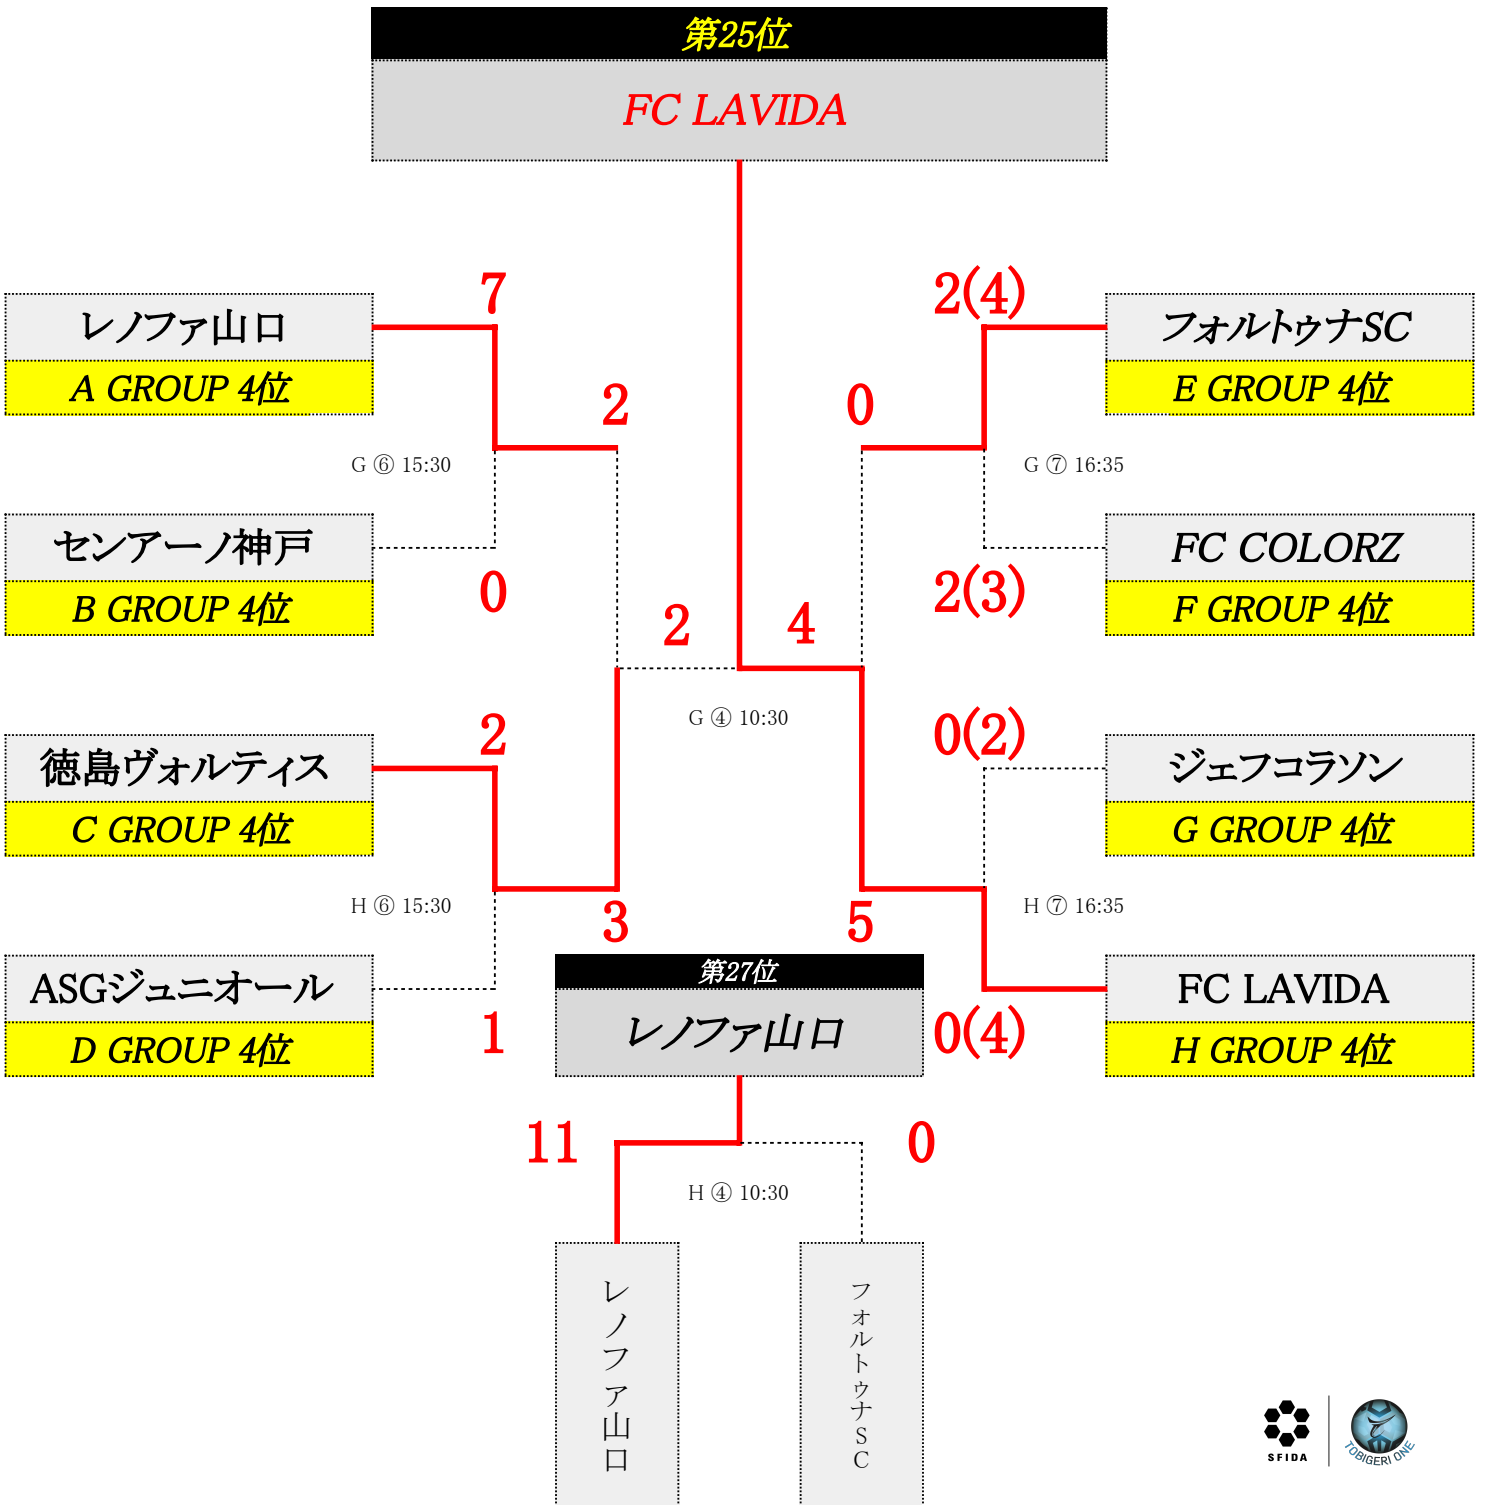 第25位
FC LAVIDA
7
2(4)
レノファ山口
フォルトゥナSC
A GROUP 4位
E GROUP 4位
2
0
G ⑥ 15:30
G ⑦ 16:35
センアーノ神戸
FC COLORZ
B GROUP 4位
F GROUP 4位
0
2(3)
2
4
G ④ 10:30
2
0(2)
徳島ヴォルティス
ジェフコラソン
C GROUP 4位
G GROUP 4位
H ⑥ 15:30
H ⑦ 16:35
3
5
第27位
レノファ山口
ASGジュニオール
FC LAVIDA
D GROUP 4位
H GROUP 4位
1
0(4)
11
0
H ④ 10:30
レノファ山口
フォルトゥナSC
SFIDA
TOBIGERI ONE